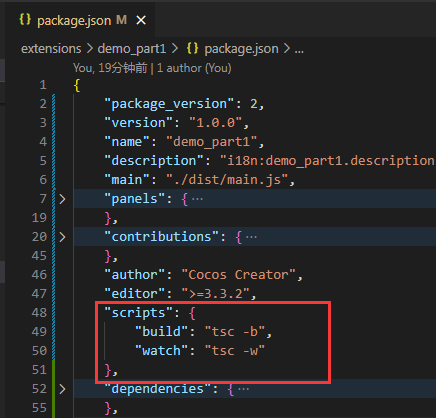 {} package.json M ×
extensions > demo_part1 > {} package.json > ...
You, 19分钟前 | 1 author (You)
1 {
2 "package_version": 2,
3 "version": "1.0.0",
4 "name": "demo_part1",
5 "description": "i18n:demo_part1.description
6 "main": "./dist/main.js",
7 > "panels": { ...
19 },
20 > "contributions": { ...
45 },
46 "author": "Cocos Creator",
47 "editor": ">=3.3.2",
48 "scripts": {
49 "build": "tsc -b",
50 "watch": "tsc -w"
51 },
52 > "dependencies": { ...
55 },